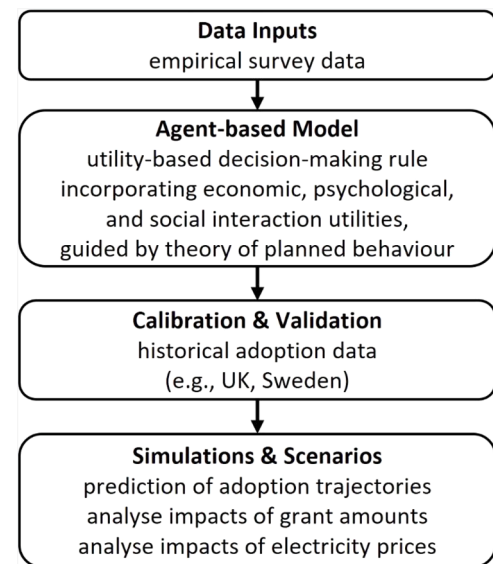 Data Inputs
empirical survey data
Agent-based Model
utility-based decision-making rule
incorporating economic, psychological,
and social interaction utilities,
guided by theory of planned behaviour
Calibration & Validation
historical adoption data
(e.g., UK, Sweden)
Simulations & Scenarios
prediction of adoption trajectories
analyse impacts of grant amounts
analyse impacts of electricity prices